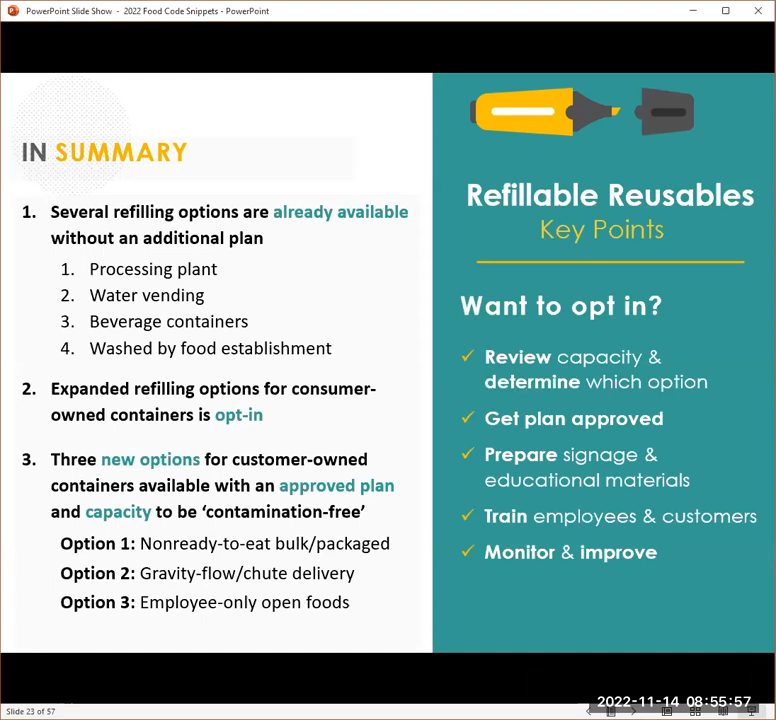 PowerPoint Slide Show - 2022 Food Code Snippets - PowerPoint
IN SUMMARY
1. Several refilling options are already available
without an additional plan
1. Processing plant
2. Water vending
3. Beverage containers
4. Washed by food establishment
2. Expanded refilling options for consumer-
owned containers is opt-in
3. Three new options for customer-owned
containers available with an approved plan
and capacity to be ‘contamination-free’
Option 1: Nonready-to-eat bulk/packaged
Option 2: Gravity-flow/chute delivery
Option 3: Employee-only open foods
Refillable Reusables
Key Points
Want to opt in?
✓ Review capacity &
determine which option
✓ Get plan approved
✓ Prepare signage &
educational materials
✓ Train employees & customers
✓ Monitor & improve
2022-11-14 08:55:57
Slide 23 of 57